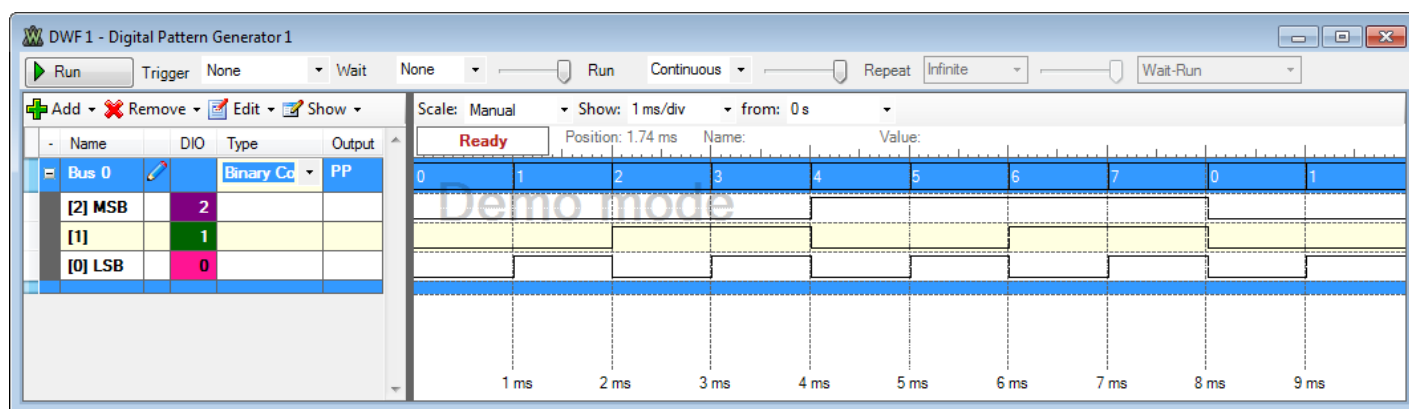 DWF 1 - Digital Pattern Generator 1
Run Trigger None Wait None Run Continuous Repeat Infinite Wait-Run
Add Remove Edit Show Scale: Manual Show: 1 ms/div from: 0 s
Ready Position: 1.74 ms Name: Value:
- Name DIO Type Output
Bus 0 Binary Co PP 0 1 2 3 4 5 6 7 0 1
Demo mode
[2] MSB 2
[1] 1
[0] LSB 0
1 ms 2 ms 3 ms 4 ms 5 ms 6 ms 7 ms 8 ms 9 ms